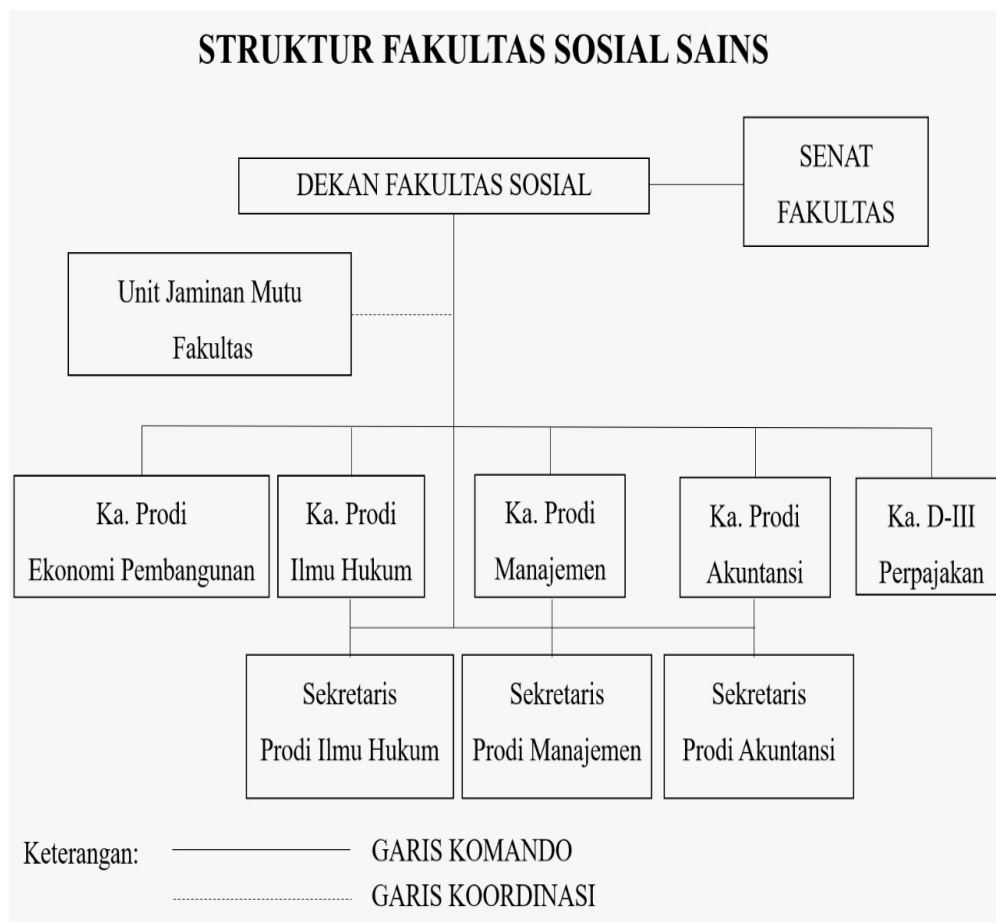 STRUKTUR FAKULTAS SOSIAL SAINS
SENAT
FAKULTAS
DEKAN FAKULTAS SOSIAL
Unit Jaminan Mutu
Fakultas
Ka. Prodi
Ekonomi Pembangunan
Ka. Prodi
Ilmu Hukum
Ka. Prodi
Manajemen
Ka. Prodi
Akuntansi
Ka. D-III
Perpajakan
Sekretaris
Prodi Ilmu Hukum
Sekretaris
Prodi Manajemen
Sekretaris
Prodi Akuntansi
Keterangan:
GARIS KOMANDO
GARIS KOORDINASI